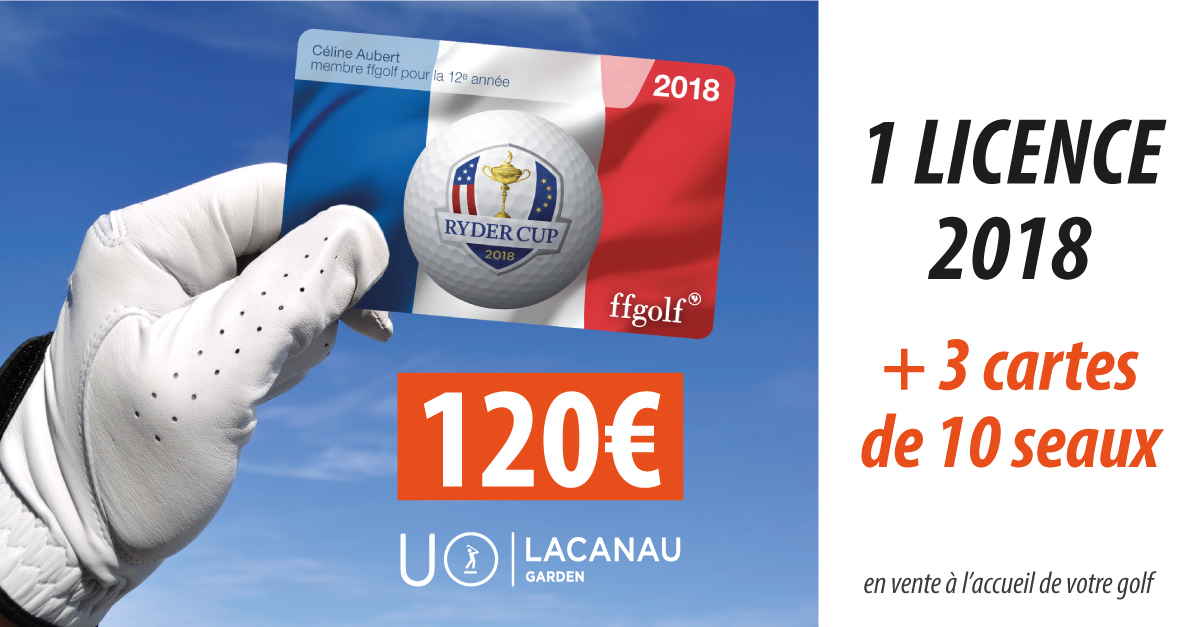 Céline Aubert
membre ffgolf pour la 12e année
2018
RYDER CUP
2018
ffgolf
120€
UO | LACANAU
GARDEN
1 LICENCE
2018
+ 3 cartes
de 10 seaux
en vente à l'accueil de votre golf